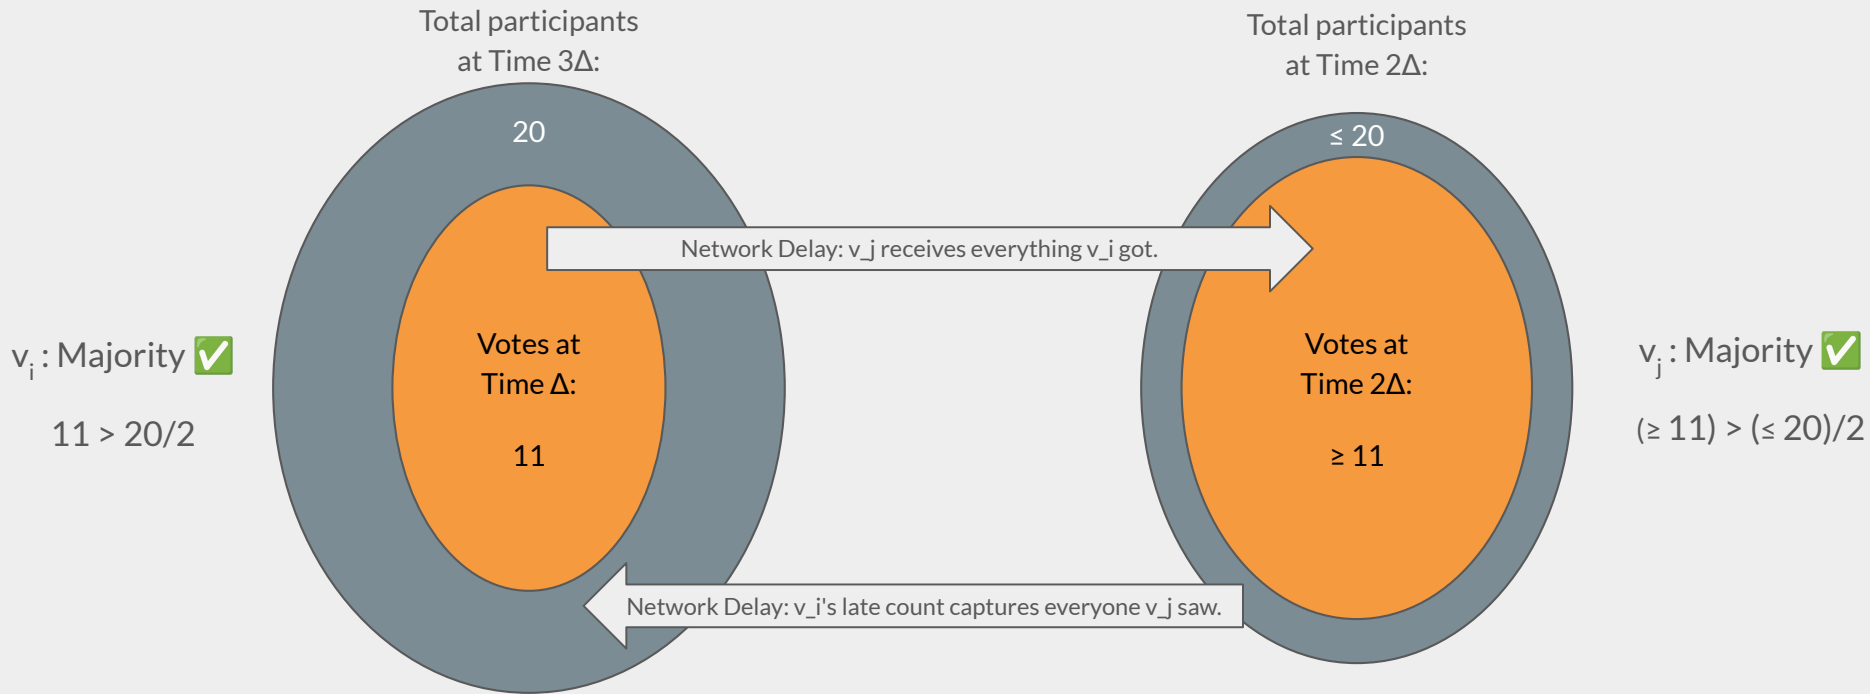 Total participants
at Time 3Δ:
20
Votes at
Time Δ:
11
v_i : Majority ✅
11 > 20/2
Network Delay: v_j receives everything v_i got.
Network Delay: v_i's late count captures everyone v_j saw.
Total participants
at Time 2Δ:
≤ 20
Votes at
Time 2Δ:
≥ 11
v_j : Majority ✅
(≥ 11) > (≤ 20)/2